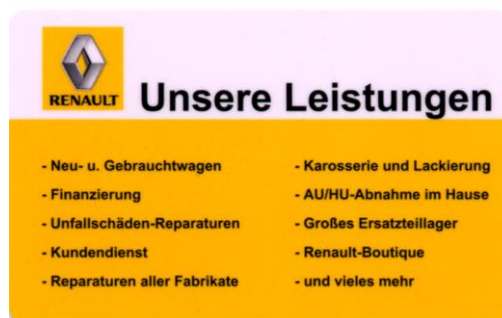 RENAULT
Unsere Leistungen
- Neu- u. Gebrauchtwagen
- Finanzierung
- Unfallschäden-Reparaturen
- Kundendienst
- Reparaturen aller Fabrikate
- Karosserie und Lackierung
- AU/HU-Abnahme im Hause
- Großes Ersatzteillager
- Renault-Boutique
- und vieles mehr